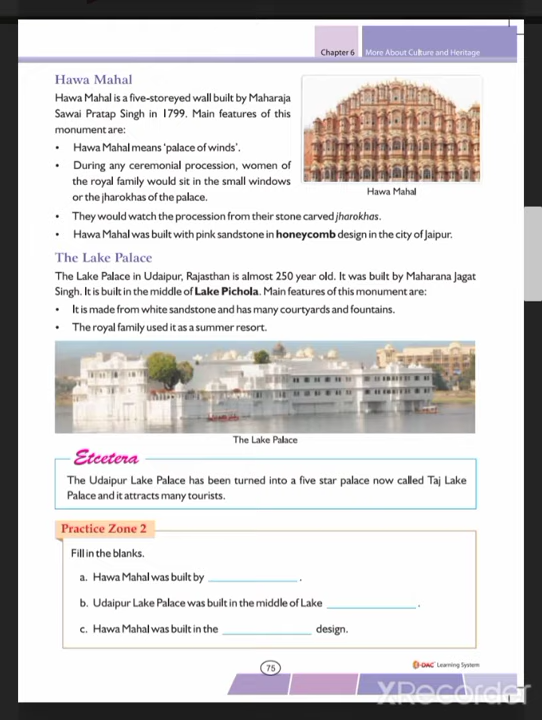 Chapter 6
More About Culture and Heritage
Hawa Mahal
Hawa Mahal is a five-storeyed wall built by Maharaja
Sawai Pratap Singh in 1799. Main features of this
monument are:
• Hawa Mahal means ‘palace of winds’.
• During any ceremonial procession, women of
the royal family would sit in the small windows
or the jharokhas of the palace.
Hawa Mahal
• They would watch the procession from their stone carved jharokhas.
• Hawa Mahal was built with pink sandstone in honeycomb design in the city of Jaipur.
The Lake Palace
The Lake Palace in Udaipur, Rajasthan is almost 250 year old. It was built by Maharana Jagat
Singh. It is built in the middle of Lake Pichola. Main features of this monument are:
• It is made from white sandstone and has many courtyards and fountains.
• The royal family used it as a summer resort.
The Lake Palace
Etcetera
The Udaipur Lake Palace has been turned into a five star palace now called Taj Lake
Palace and it attracts many tourists.
Practice Zone 2
Fill in the blanks.
a. Hawa Mahal was built by ____________ .
b. Udaipur Lake Palace was built in the middle of Lake ____________ .
c. Hawa Mahal was built in the ____________ design.
75
DAC Learning System
XRecorder